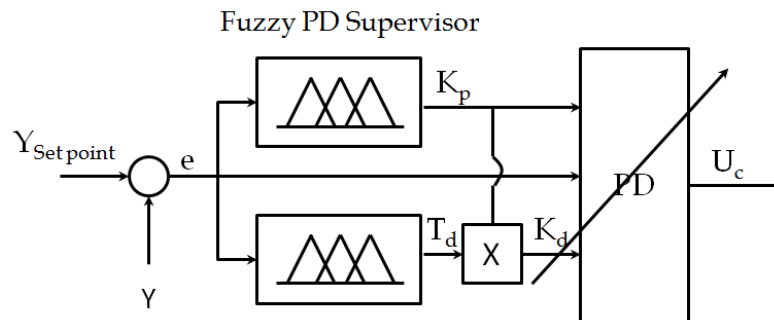 Fuzzy PD Supervisor
Kp
YSet point
e
PD
Uc
Td
X
Kd
Y